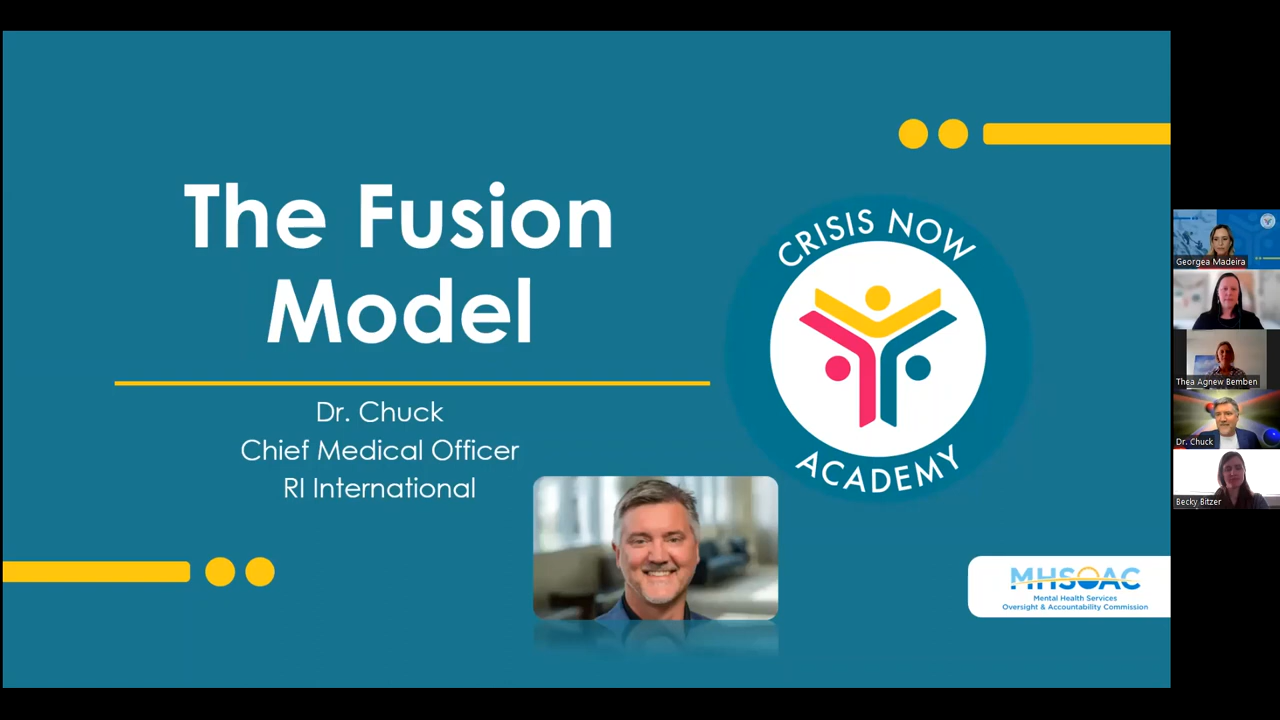 The Fusion
Model
Dr. Chuck
Chief Medical Officer
RI International
CRISIS NOW
ACADEMY
MHSOAC
Mental Health Services
Oversight & Accountability Commission
Georgea Madeira
Thea Agnew Bemben
Dr. Chuck
Becky Bitzer